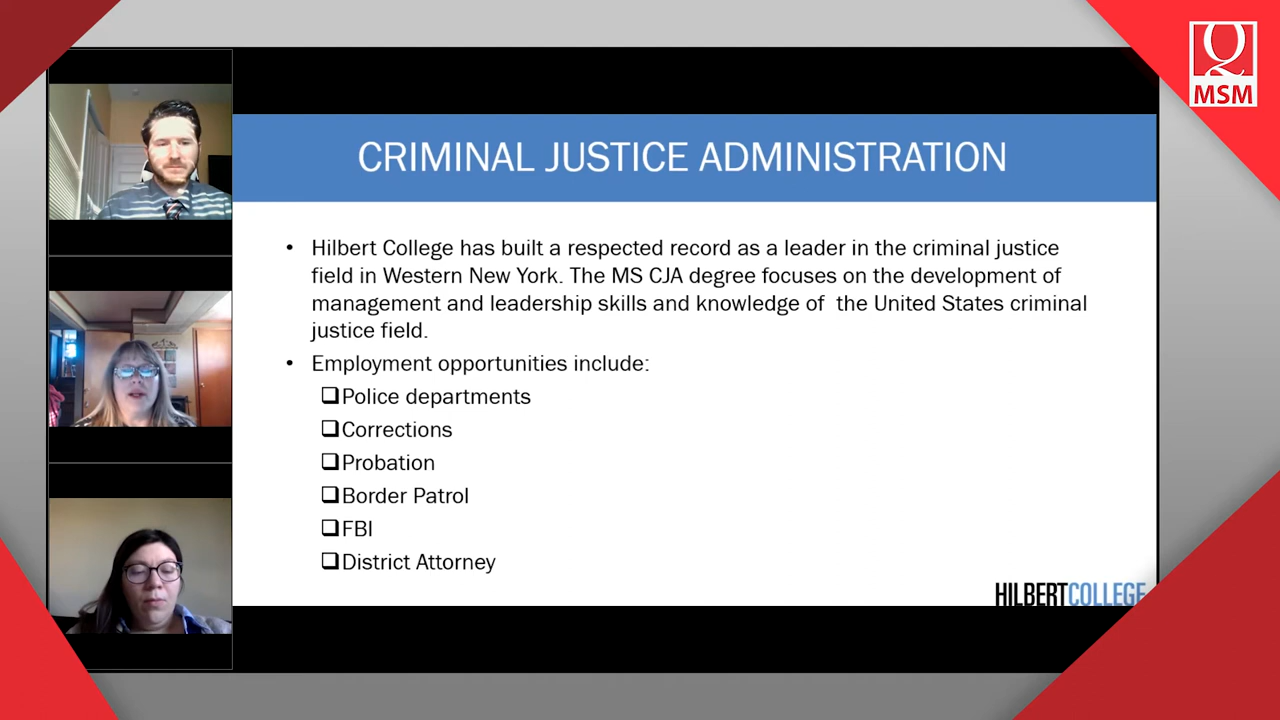 MSM
CRIMINAL JUSTICE ADMINISTRATION
• Hilbert College has built a respected record as a leader in the criminal justice
field in Western New York. The MS CJA degree focuses on the development of
management and leadership skills and knowledge of  the United States criminal
justice field.
• Employment opportunities include:
❑Police departments
❑Corrections
❑Probation
❑Border Patrol
❑FBI
❑District Attorney
HILBERTCOLLEGE